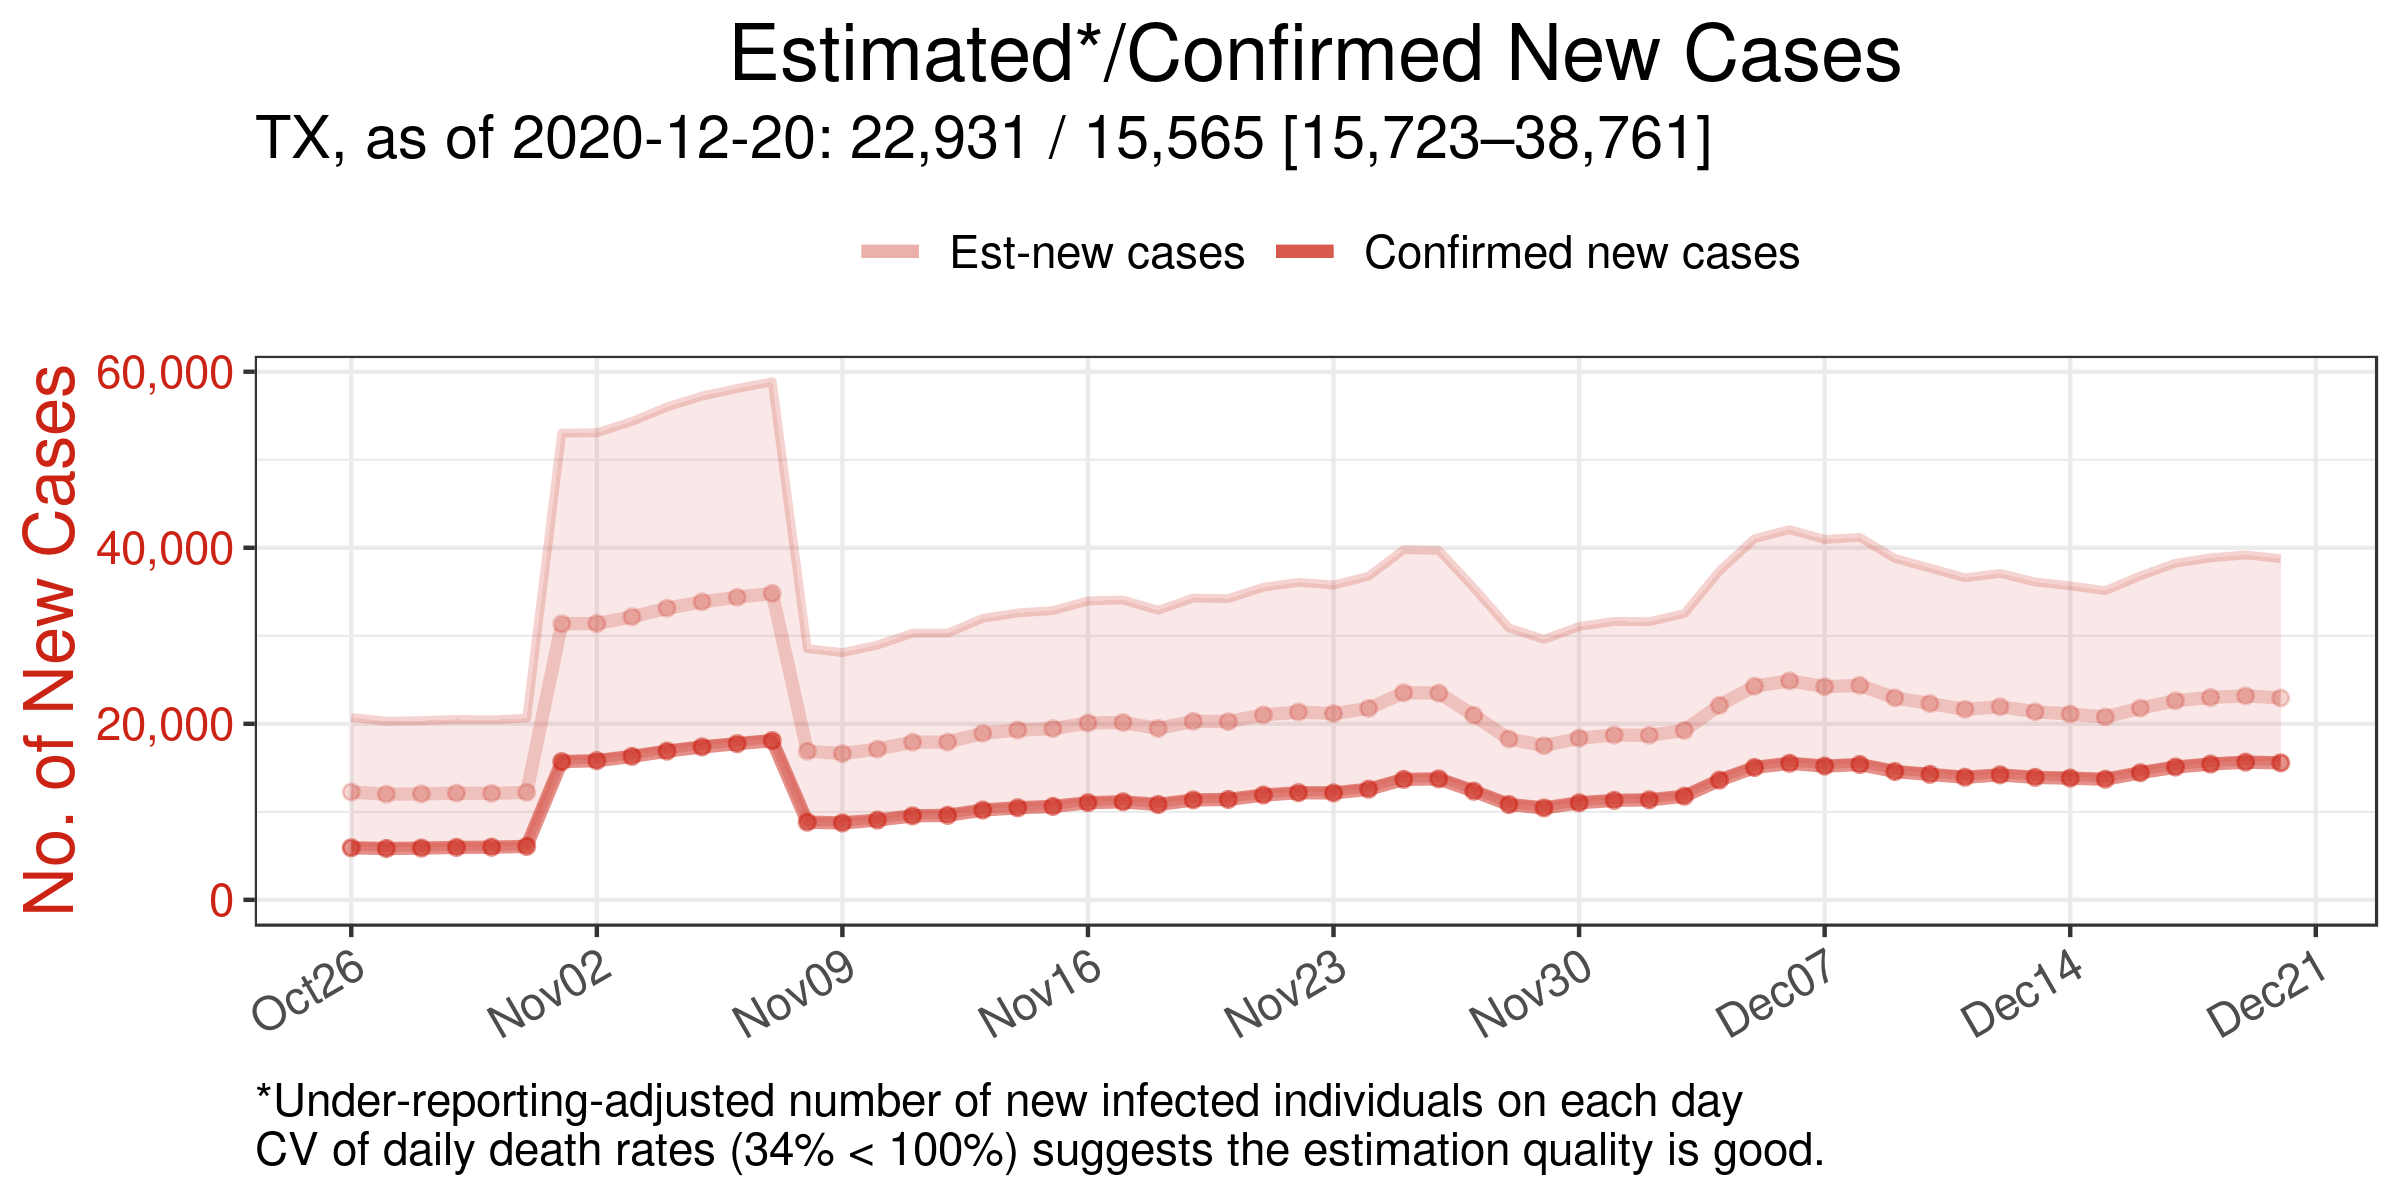 Estimated*/Confirmed New Cases
TX, as of 2020-12-20: 22,931 / 15,565 [15,723–38,761]
Est-new cases Confirmed new cases
No. of New Cases
60,000
40,000
20,000
0
Oct26 Nov02 Nov09 Nov16 Nov23 Nov30 Dec07 Dec14 Dec21
*Under-reporting-adjusted number of new infected individuals on each day
CV of daily death rates (34% < 100%) suggests the estimation quality is good.